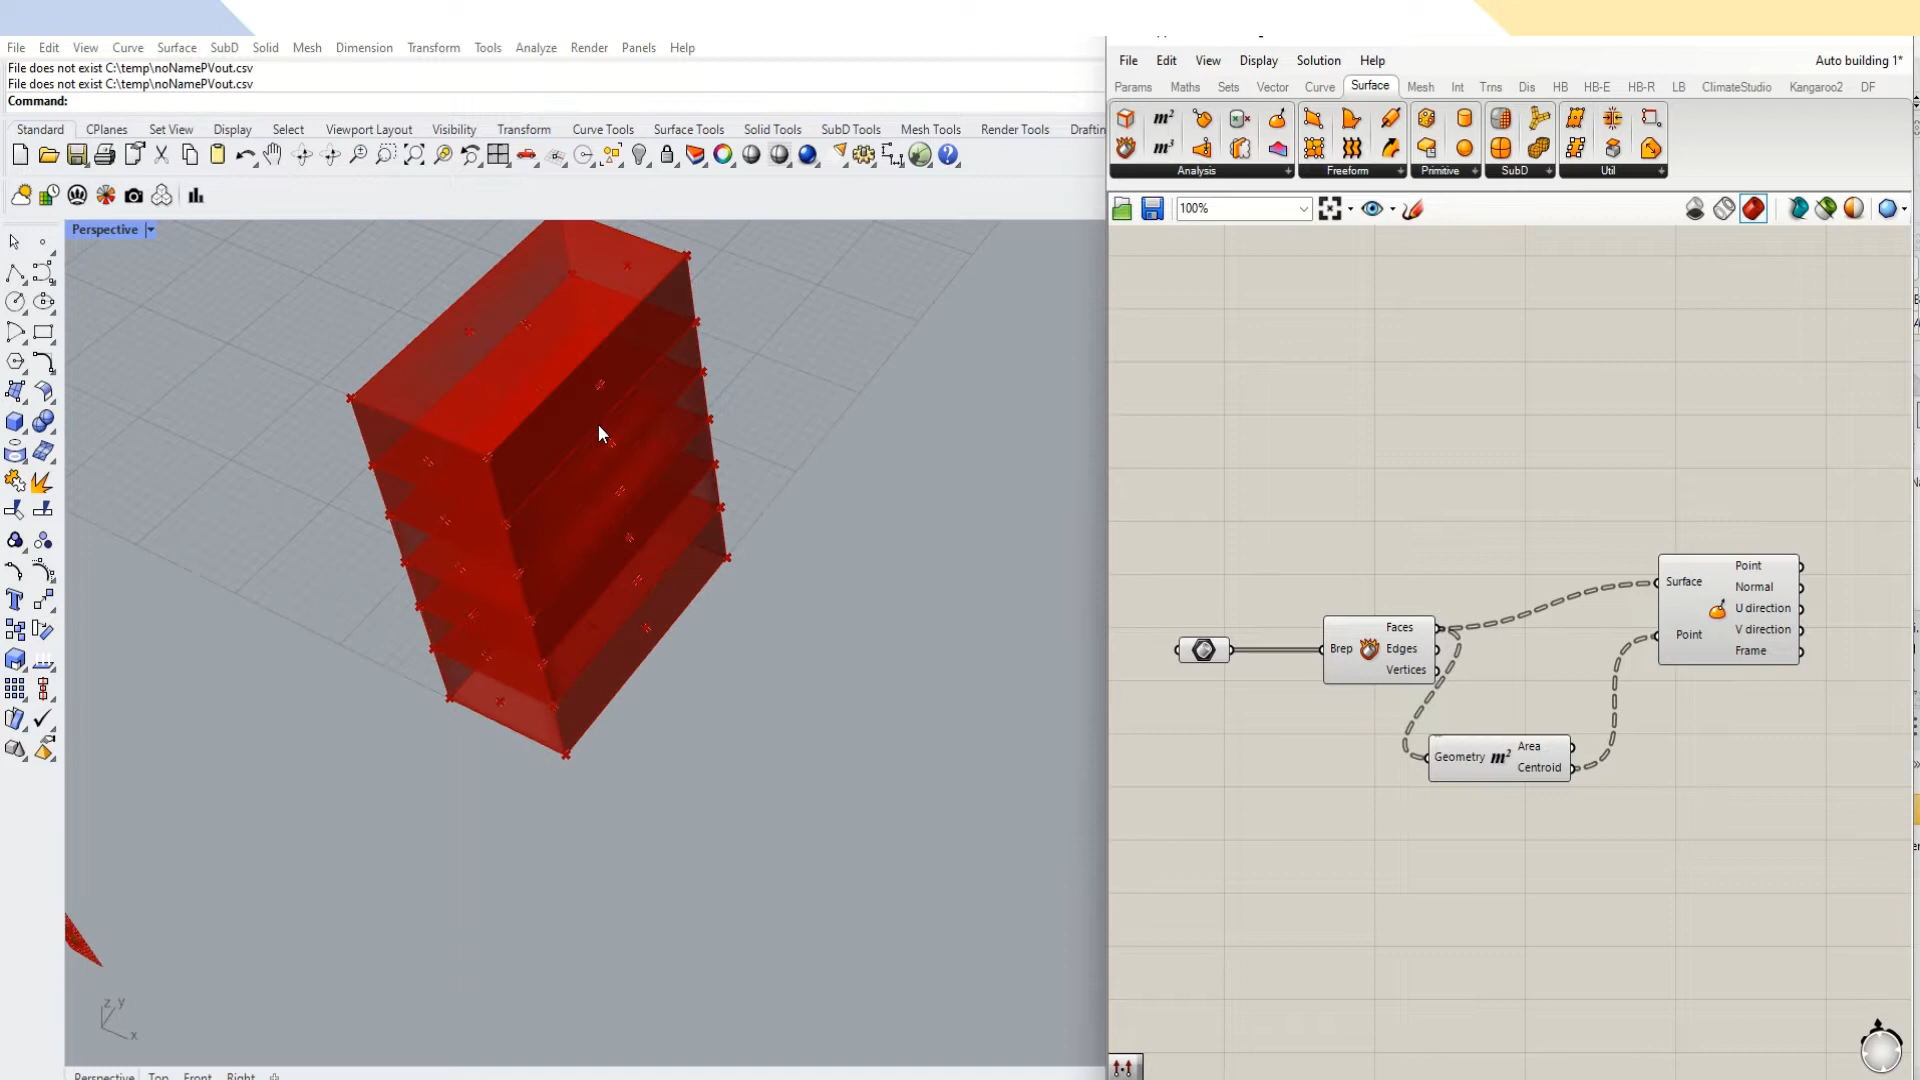 File Edit View Curve Surface SubD Solid Mesh Dimension Transform Tools Analyze Render Panels Help
File does not exist C:\temp\noNamePVout.csv
File does not exist C:\temp\noNamePVout.csv
Command:
Standard CPlanes Set View Display Select Viewport Layout Visibility Transform Curve Tools Surface Tools Solid Tools SubD Tools Mesh Tools Render Tools Draftin
Perspective
z y
x
Perspective Top Front Right
File Edit View Display Solution Help Auto building 1*
Params Maths Sets Vector Curve Surface Mesh Int Trns Dis HB HB-E HB-R LB ClimateStudio Kangaroo2 DF
m²
m³
Analysis Freeform Primitive SubD Util
100%
Point
Surface Normal
U direction
Point V direction
Frame
Faces
Brep Edges
Vertices
Area
Geometry m²
Centroid